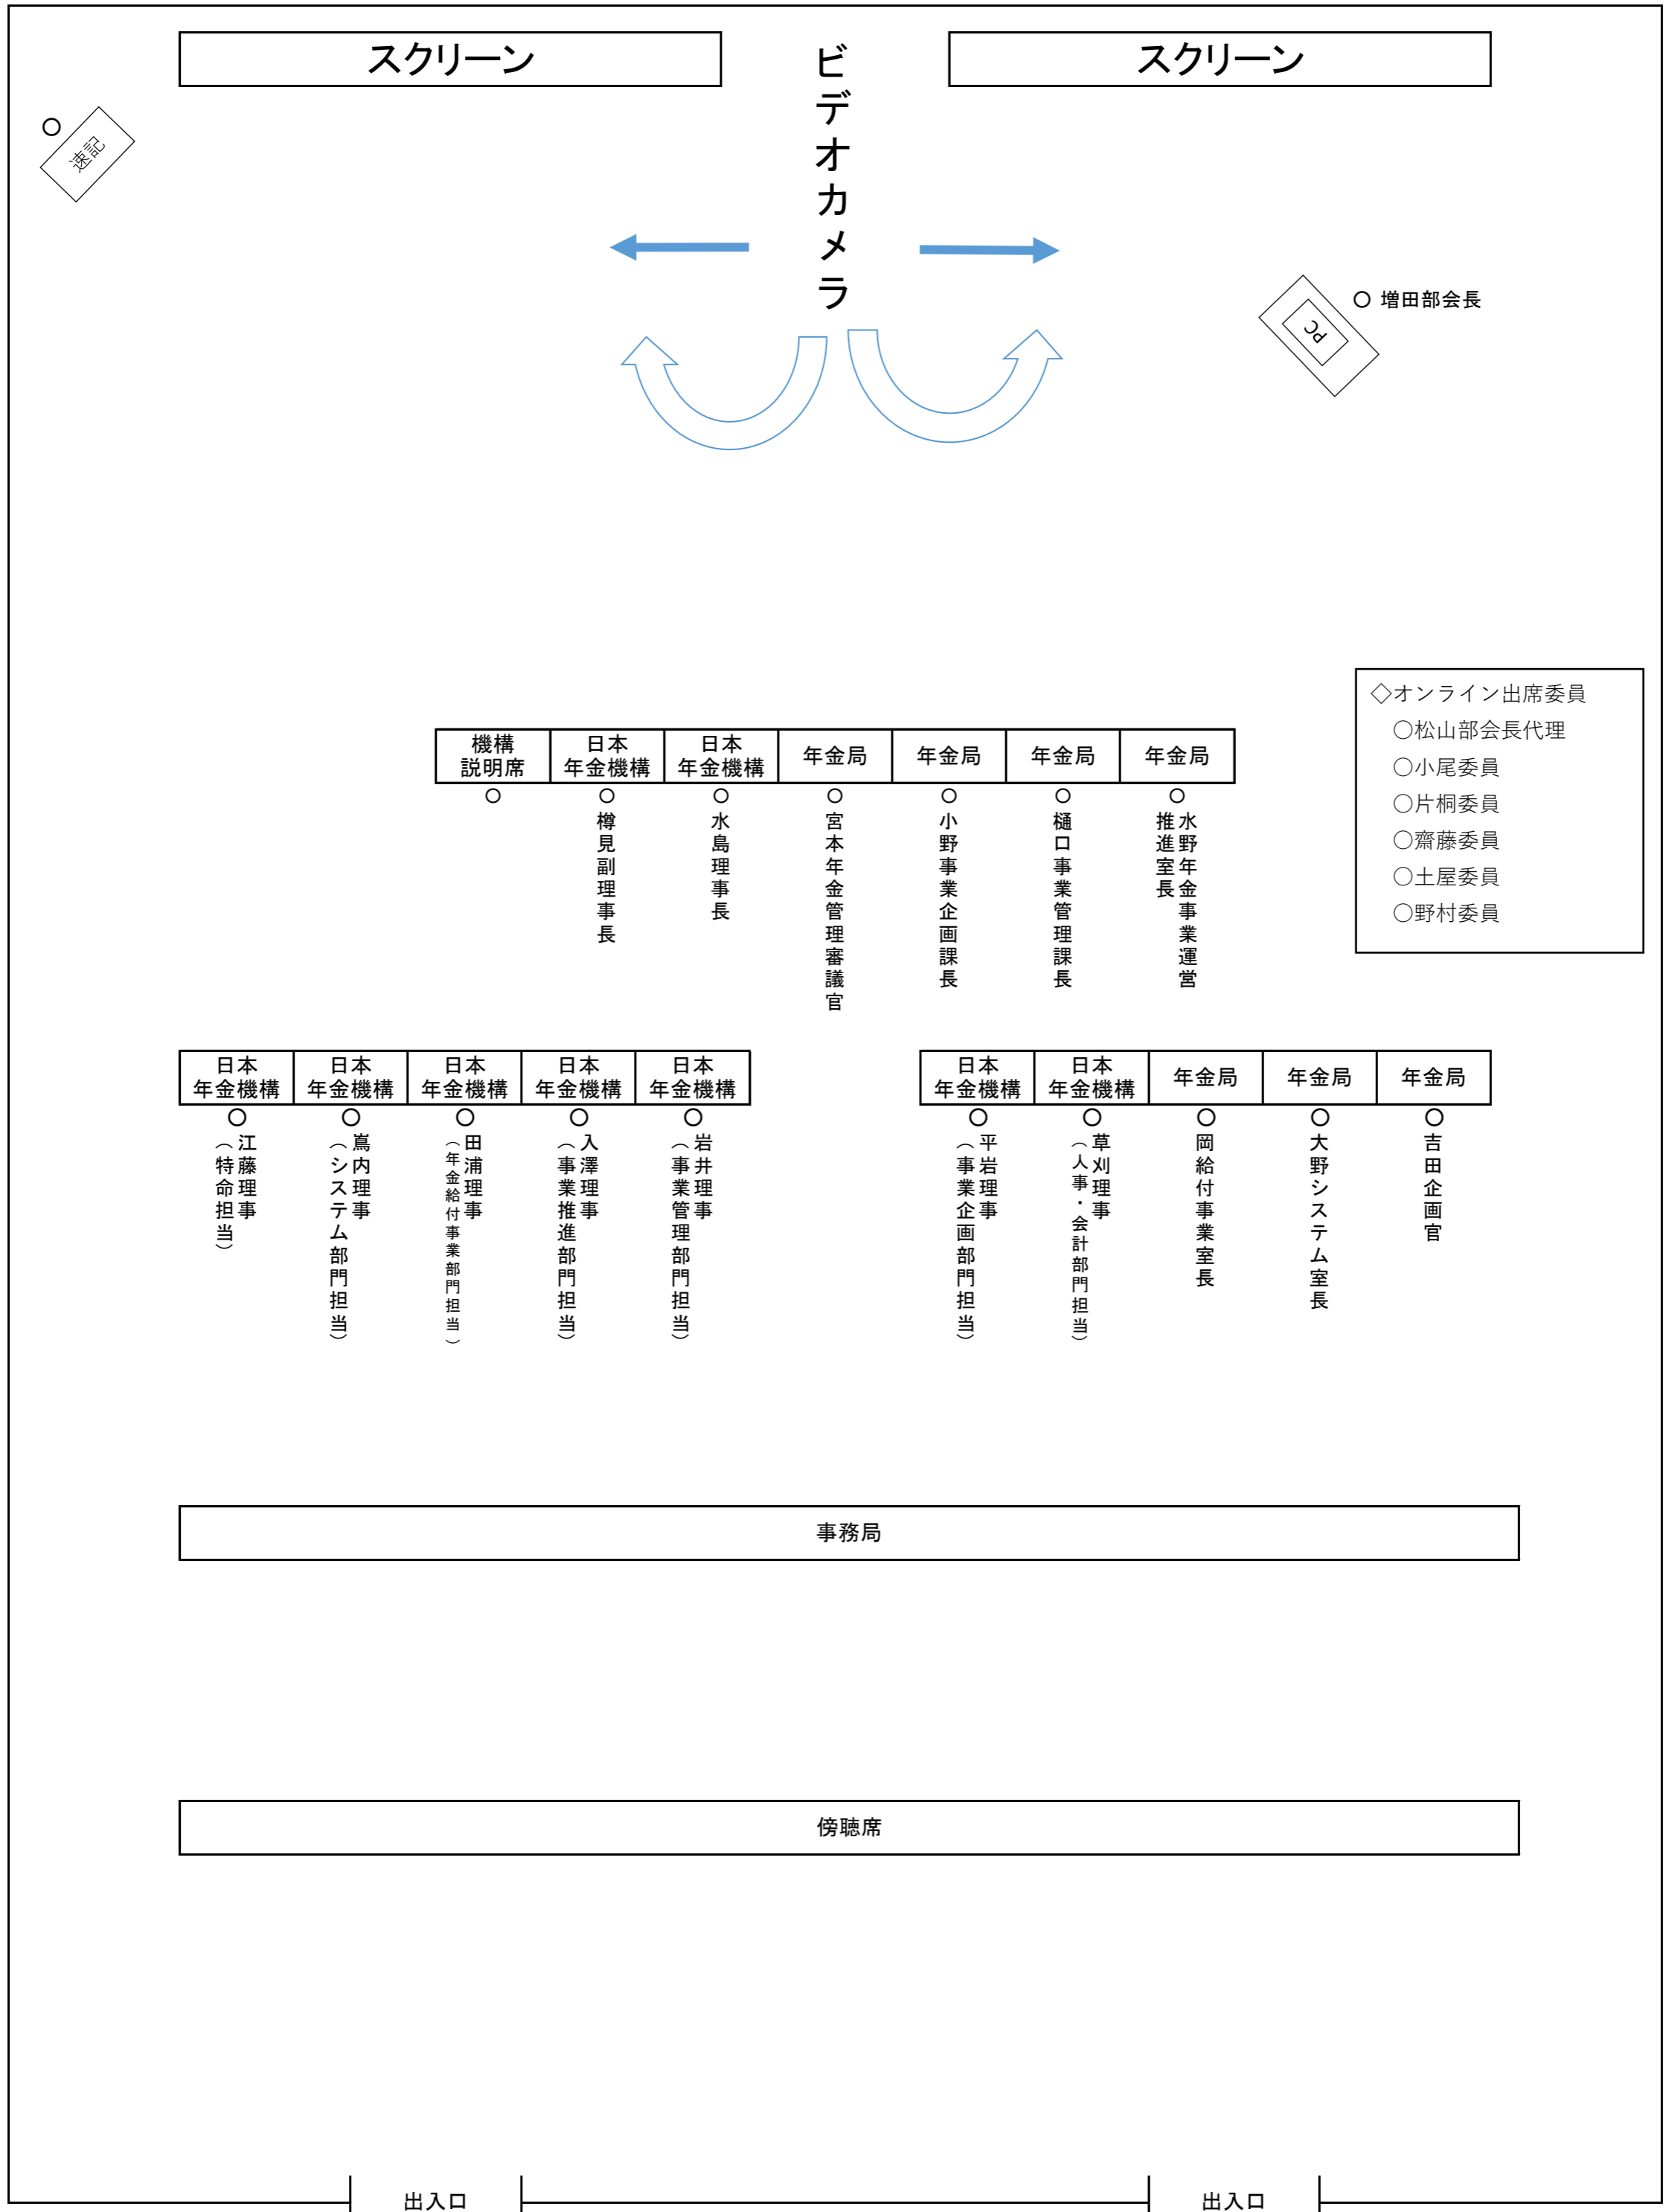 スクリーン
ビデオカメラ
スクリーン
速記
PC
○ 増田部会長
◇オンライン出席委員
○松山部会長代理
○小尾委員
○片桐委員
○齋藤委員
○土屋委員
○野村委員
機構
説明席
○
日本
年金機構
○
樽見副理事長
日本
年金機構
○
水島理事長
年金局
○
宮本年金管理審議官
年金局
○
小野事業企画課長
年金局
○
樋口事業管理課長
年金局
○
水野年金事業運営
推進室長
日本
年金機構
○
江藤理事
（特命担当）
日本
年金機構
○
嶌内理事
（システム部門担当）
日本
年金機構
○
田浦理事
（年金給付事業部門担当）
日本
年金機構
○
入澤理事
（事業推進部門担当）
日本
年金機構
○
岩井理事
（事業管理部門担当）
日本
年金機構
○
平岩理事
（事業企画部門担当）
日本
年金機構
○
草刈理事
（人事・会計部門担当）
年金局
○
岡給付事業室長
年金局
○
大野システム室長
年金局
○
吉田企画官
事務局
傍聴席
出入口
出入口